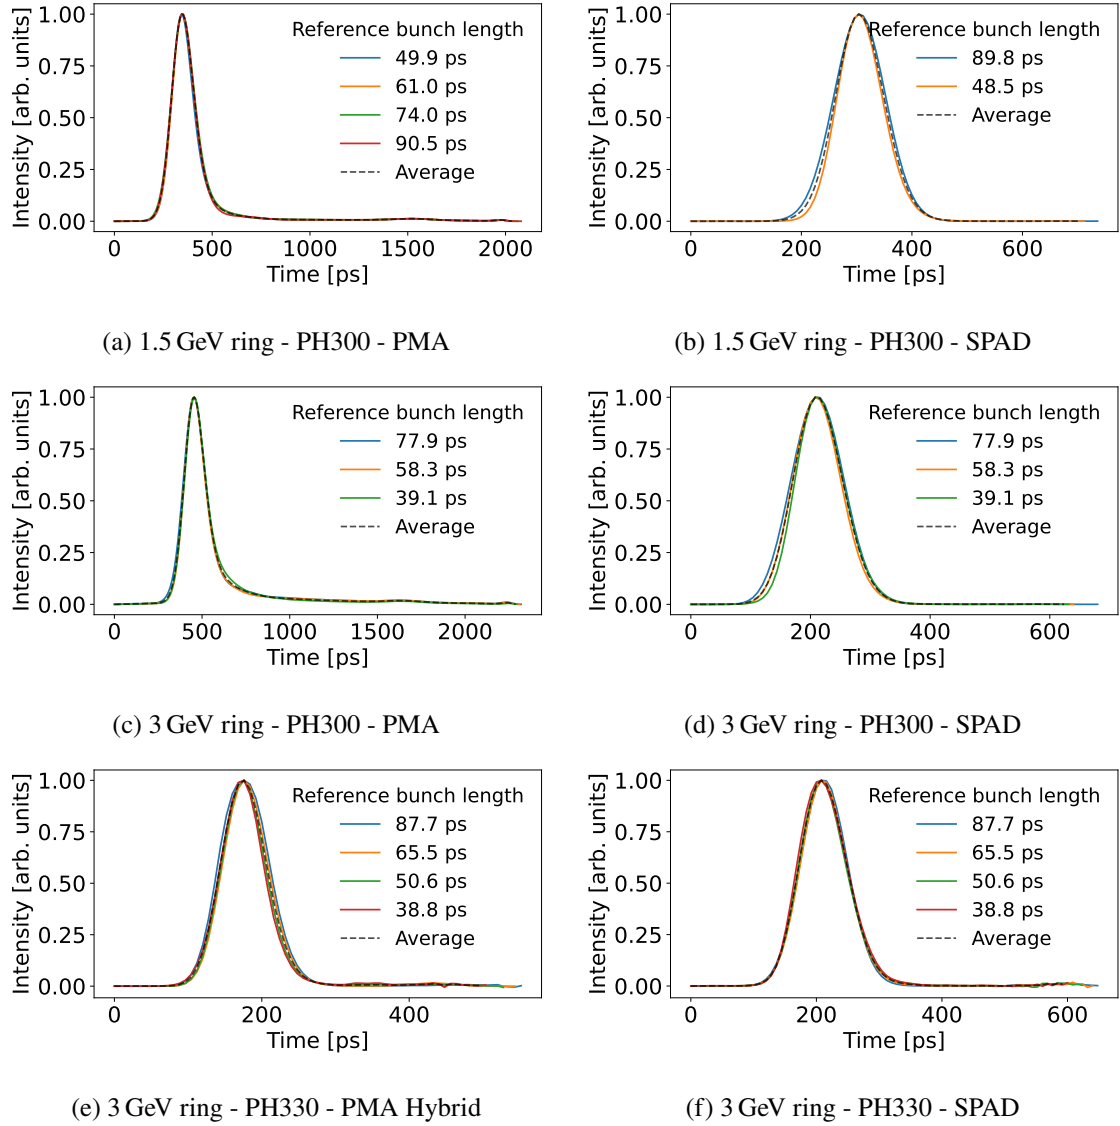 Intensity [arb. units]
1.00
0.75
0.50
0.25
0.00
Reference bunch length
49.9 ps
61.0 ps
74.0 ps
90.5 ps
Average
0 500 1000 1500 2000
Time [ps]
(a) 1.5 GeV ring - PH300 - PMA
Intensity [arb. units]
1.00
0.75
0.50
0.25
0.00
Reference bunch length
89.8 ps
48.5 ps
Average
0 200 400 600
Time [ps]
(b) 1.5 GeV ring - PH300 - SPAD
Intensity [arb. units]
1.00
0.75
0.50
0.25
0.00
Reference bunch length
77.9 ps
58.3 ps
39.1 ps
Average
0 500 1000 1500 2000
Time [ps]
(c) 3 GeV ring - PH300 - PMA
Intensity [arb. units]
1.00
0.75
0.50
0.25
0.00
Reference bunch length
77.9 ps
58.3 ps
39.1 ps
Average
0 200 400 600
Time [ps]
(d) 3 GeV ring - PH300 - SPAD
Intensity [arb. units]
1.00
0.75
0.50
0.25
0.00
Reference bunch length
87.7 ps
65.5 ps
50.6 ps
38.8 ps
Average
0 200 400
Time [ps]
(e) 3 GeV ring - PH330 - PMA Hybrid
Intensity [arb. units]
1.00
0.75
0.50
0.25
0.00
Reference bunch length
87.7 ps
65.5 ps
50.6 ps
38.8 ps
Average
0 200 400 600
Time [ps]
(f) 3 GeV ring - PH330 - SPAD